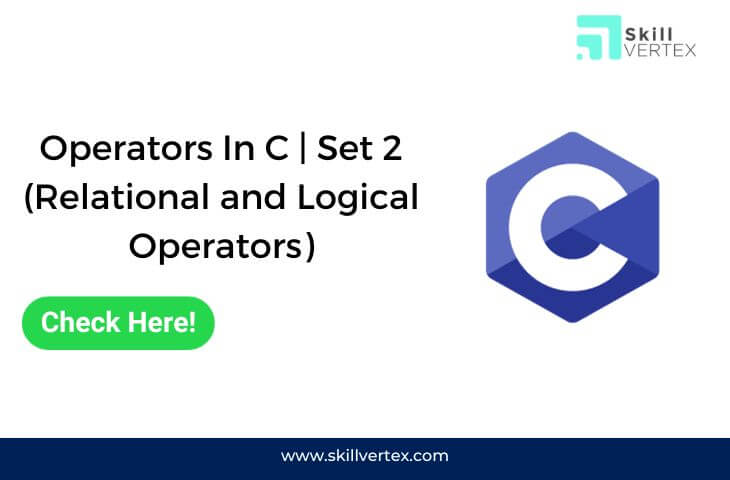 Skill
VERTEX
Operators In C | Set 2
(Relational and Logical
Operators)
C
Check Here!
www.skillvertex.com